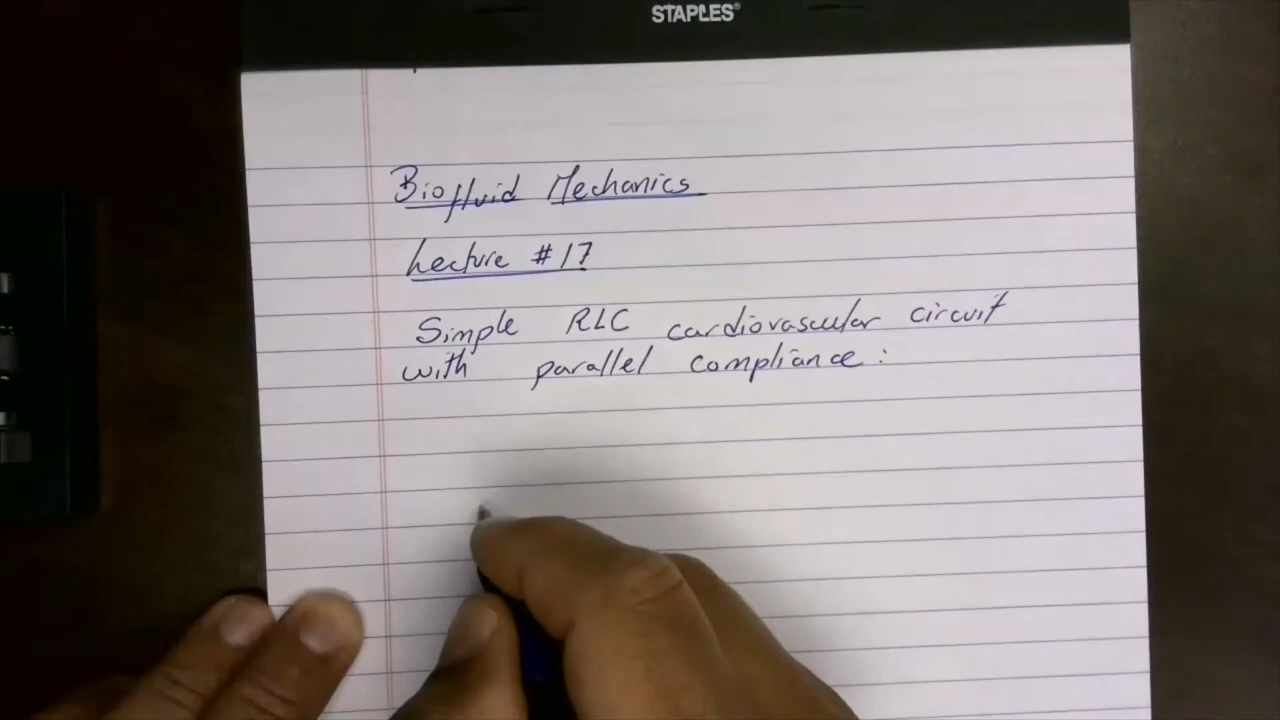 STAPLES®
Biofluid Mechanics
Lecture #17
Simple RLC cardiovascular circuit
with parallel compliance: